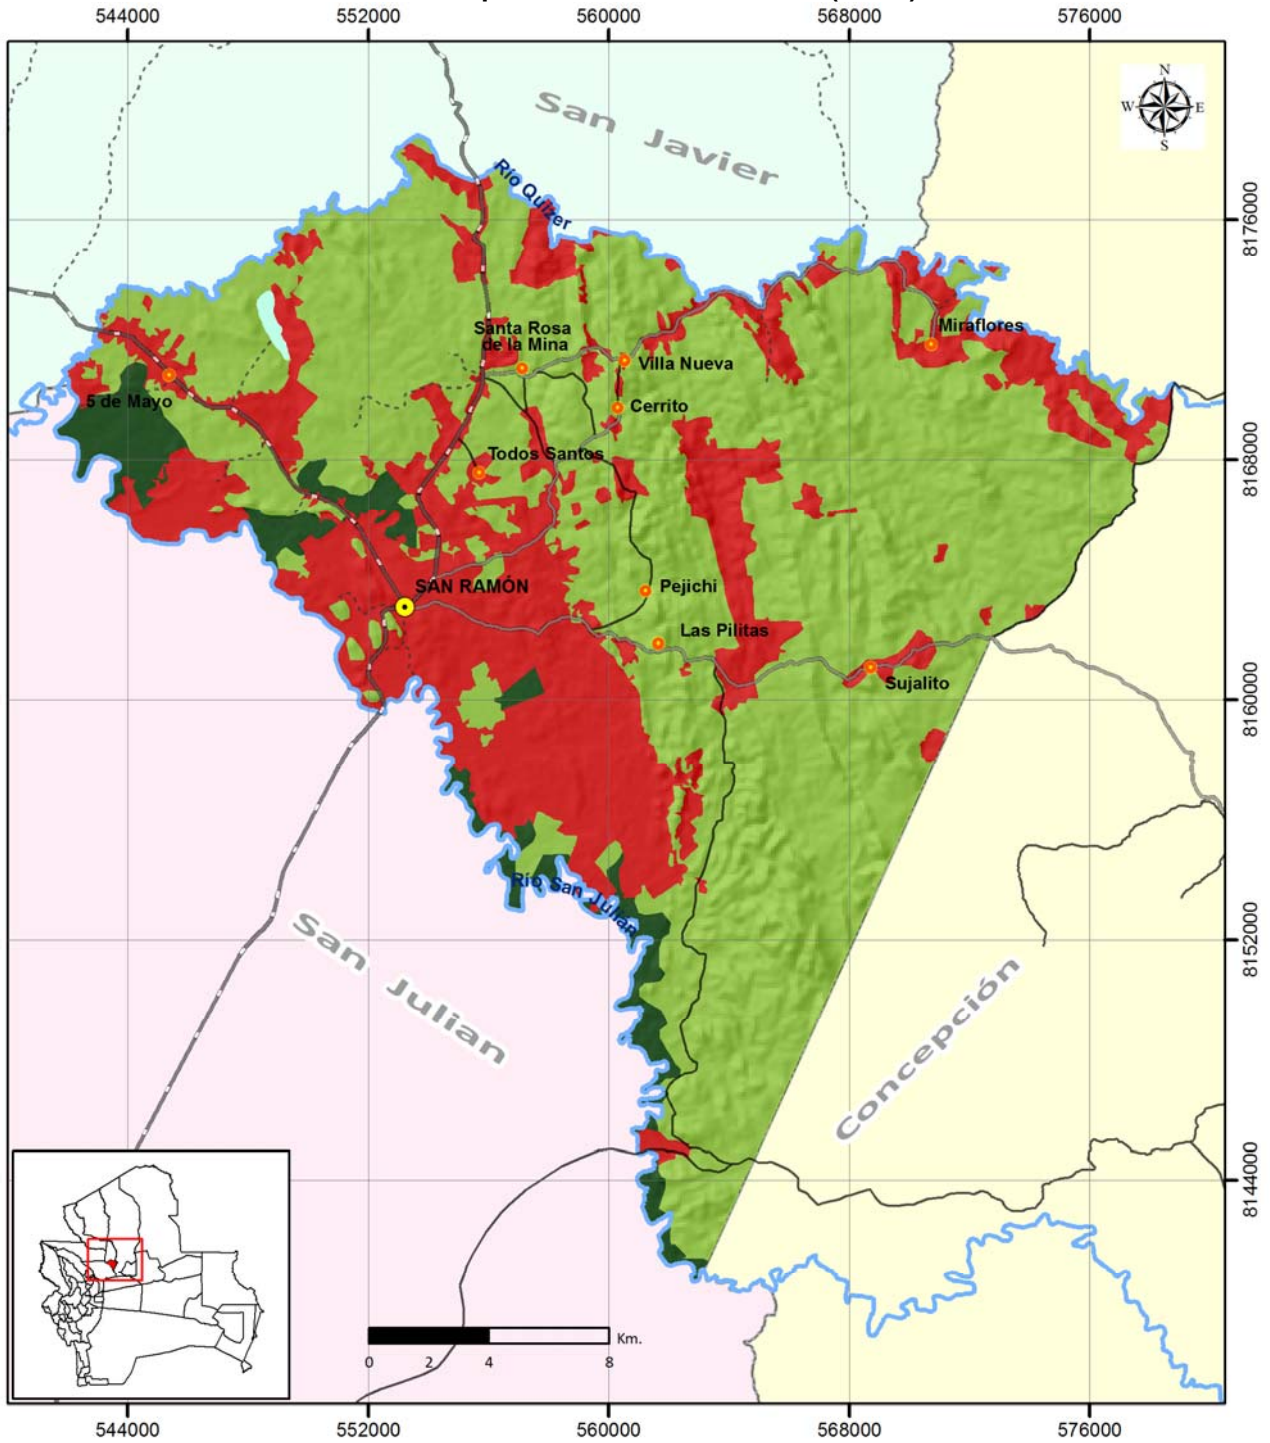 544000
552000
560000
568000
576000
N
W
E
S
San Javier
Río Quizer
8176000
Santa Rosa
de la Mina
Miraflores
Villa Nueva
5 de Mayo
Cerrito
Todos Santos
8168000
SAN RAMÓN
Pejichi
Las Pilitas
Sujalito
8160000
Río San Julián
San Julian
8152000
Concepción
8144000
Km.
0
2
4
8
544000
552000
560000
568000
576000